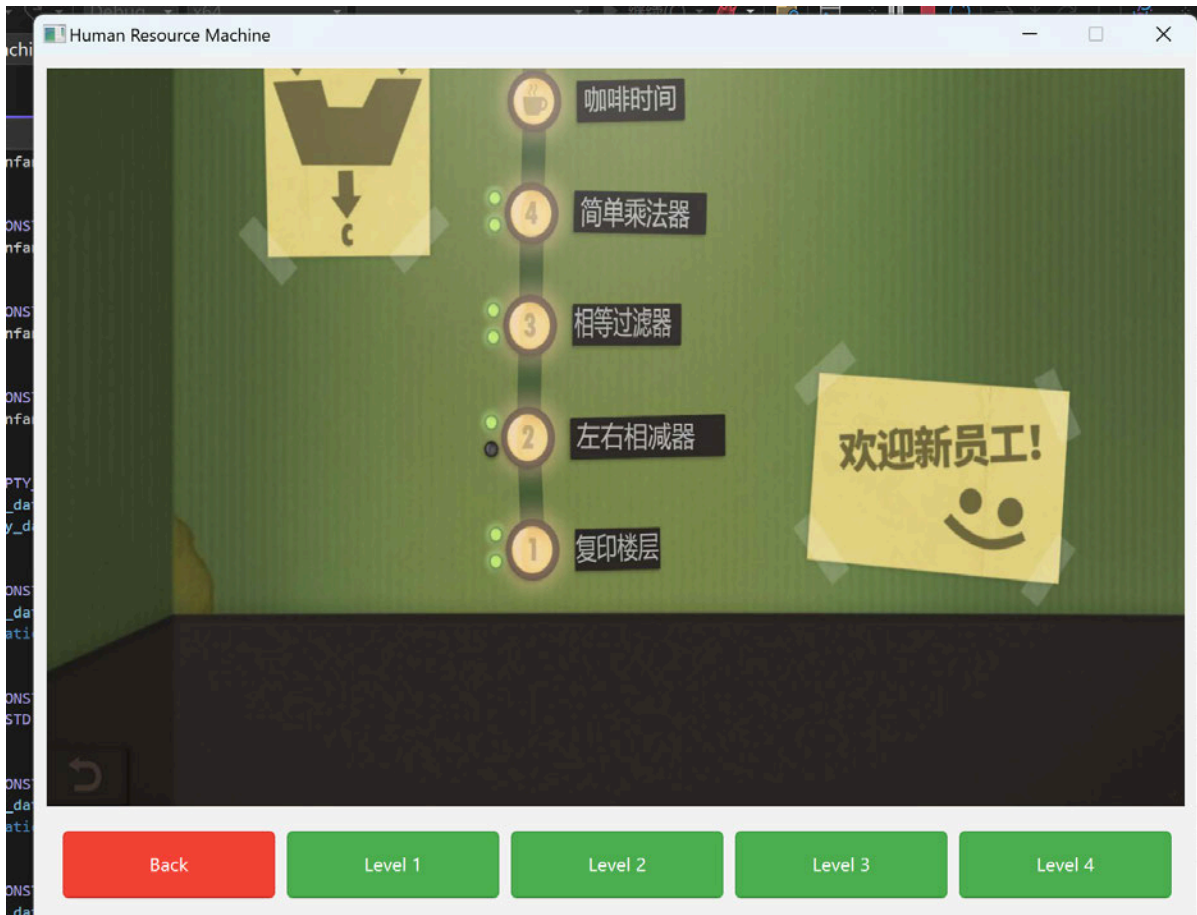 Debug
x64
Human Resource Machine
咖啡时间
4
简单乘法器
C
3
相等过滤器
2
左右相减器
欢迎新员工!
1
复印楼层
Back
Level 1
Level 2
Level 3
Level 4